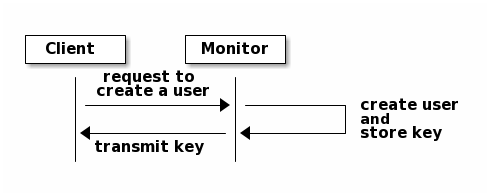 Client
Monitor
request to
create a user
create user
and
store key
transmit key